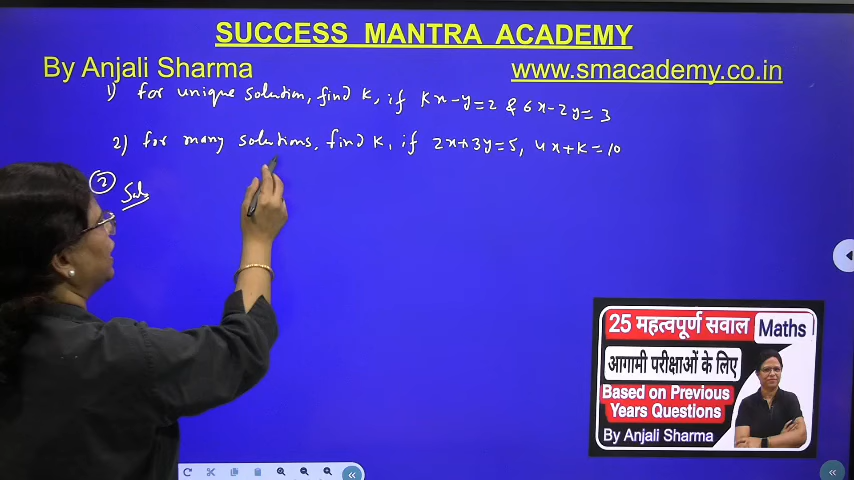 SUCCESS MANTRA ACADEMY
By Anjali Sharma
www.smacademy.co.in
1) for unique solution, find K, if Kx-y=2 & 6x-2y=3
2) for many solutions, find K, if 2x+3y=5, 4x+K=10
② Soln
25 महत्वपूर्ण सवाल Maths
आगामी परीक्षाओं के लिए
Based on Previous
Years Questions
By Anjali Sharma